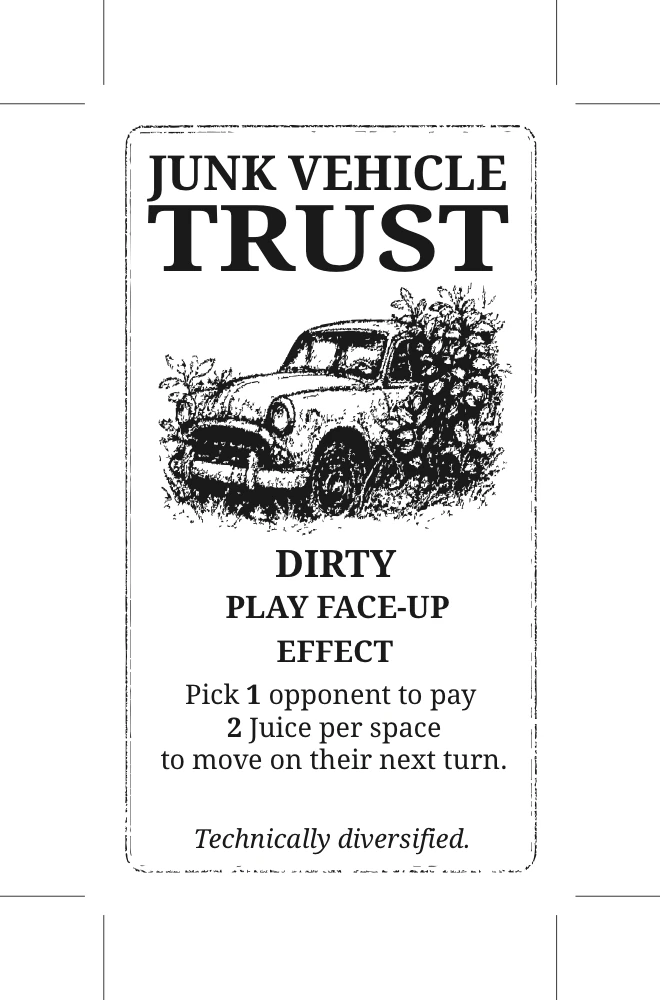 JUNK VEHICLE
TRUST
DIRTY
PLAY FACE-UP
EFFECT
Pick 1 opponent to pay
2 Juice per space
to move on their next turn.
Technically diversified.